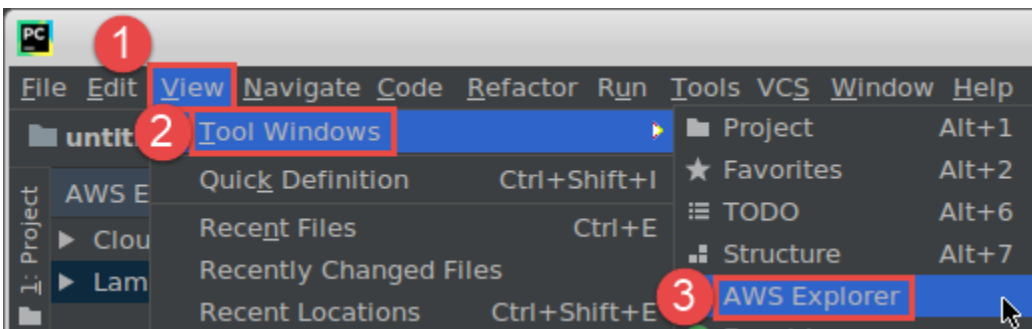 PC
1
File Edit View Navigate Code Refactor Run Tools VCS Window Help
untit
2 Tool Windows
Project Alt+1
Quick Definition Ctrl+Shift+I
Favorites Alt+2
AWS E
Recent Files Ctrl+E
TODO Alt+6
Clou
Recently Changed Files
Structure Alt+7
Lam
Recent Locations Ctrl+Shift+E
3 AWS Explorer
1: Project